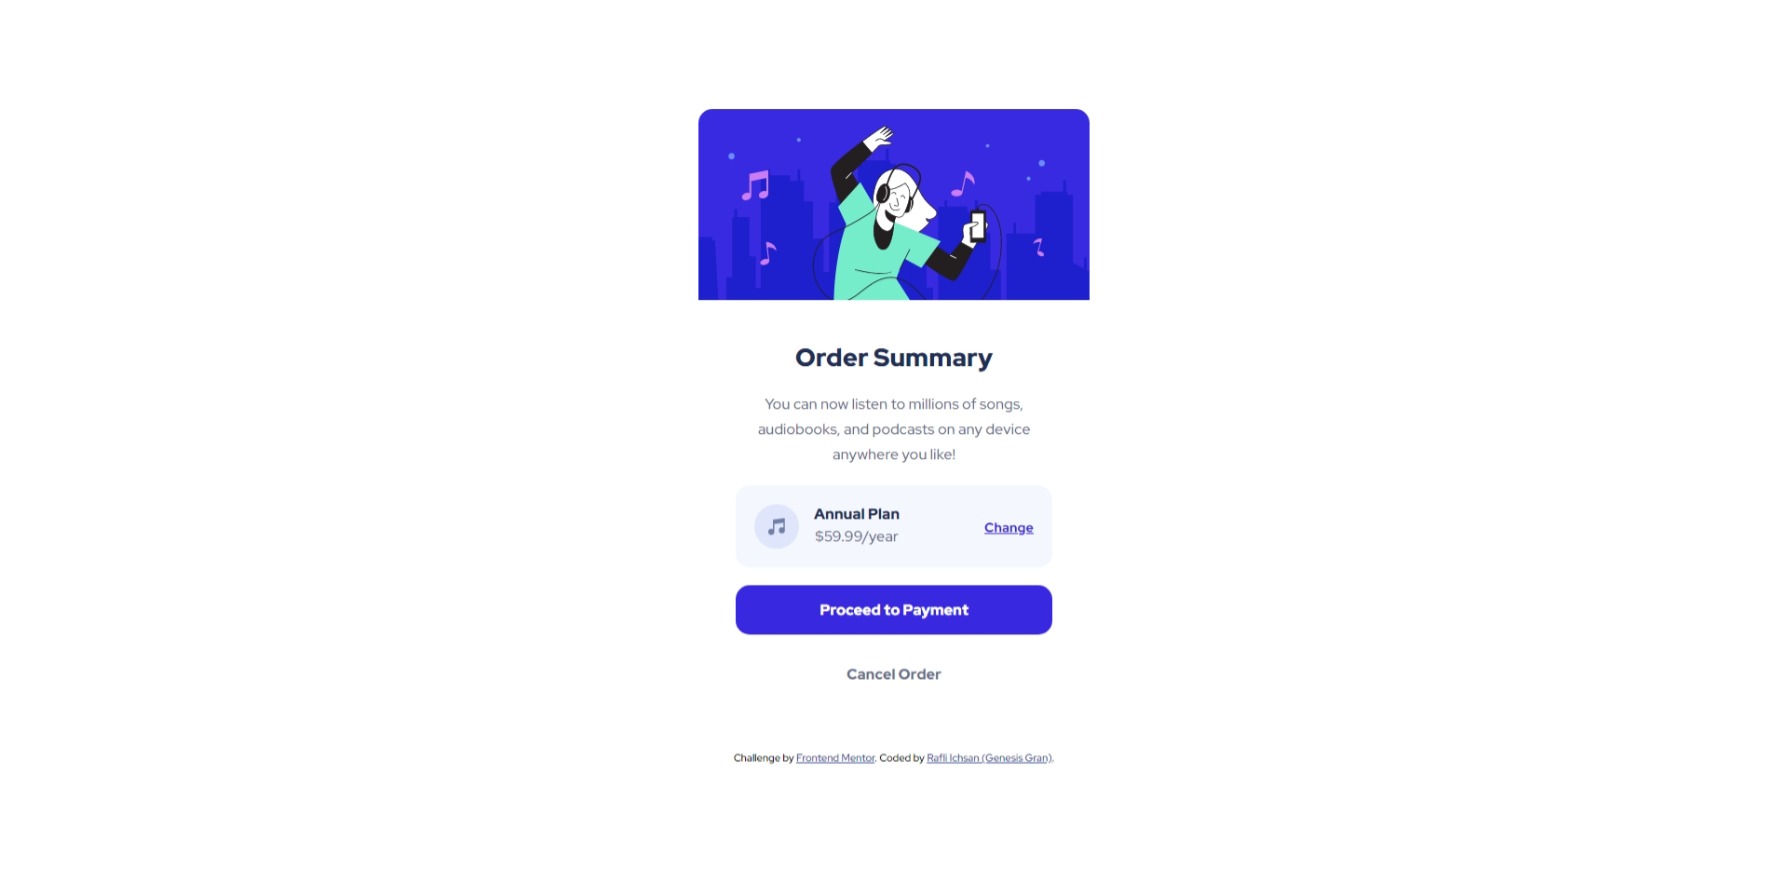 Order Summary
You can now listen to millions of songs,
audiobooks, and podcasts on any device
anywhere you like!
Annual Plan
$59.99/year
Change
Proceed to Payment
Cancel Order
Challenge by Frontend Mentor. Coded by Rafli Ichsan (Genesis Gran).